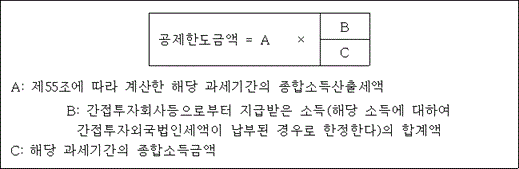 공제한도금액 = A × B
C
A: 제55조에 따라 계산한 해당 과세기간의 종합소득산출세액
B: 간접투자회사등으로부터 지급받은 소득(해당 소득에 대하여
간접투자외국법인세액이 납부된 경우로 한정한다)의 합계액
C: 해당 과세기간의 종합소득금액